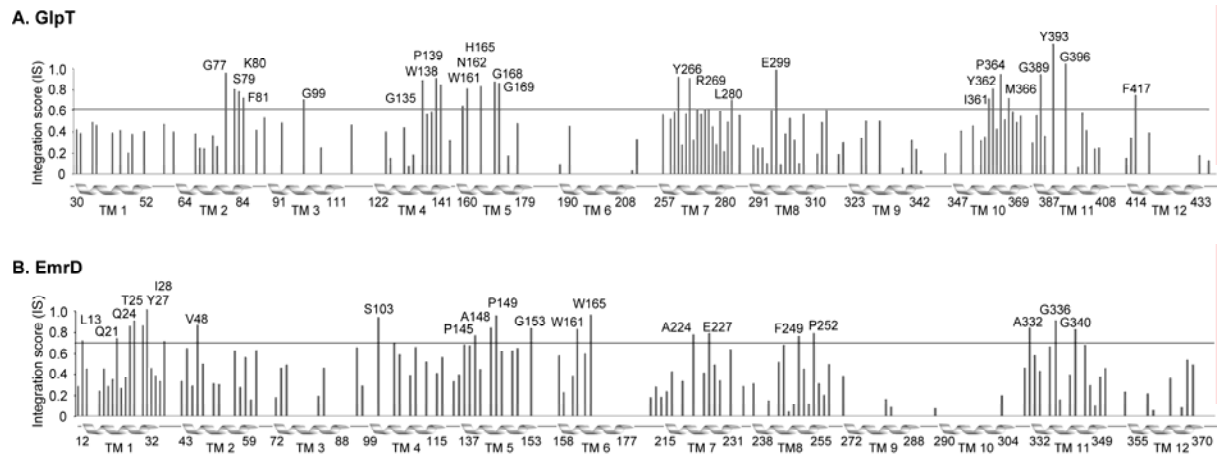 A. GlpT
Integration score (IS)
1.0
0.8
0.6
0.4
0.2
0
G77 K80 S79 F81 G99 G135 W138 P139 W161 N162 H165 G168 G169 Y266 R269 L280 E299 I361 Y362 P364 M366 G389 Y393 G396 F417
30 52 64 84 91 111 122 141 160 179 190 208 257 280 291 310 323 342 347 369 387 408 414 433
TM 1 TM 2 TM 3 TM 4 TM 5 TM 6 TM 7 TM8 TM 9 TM 10 TM 11 TM 12
B. EmrD
Integration score (IS)
1.0
0.8
0.6
0.4
0.2
0
L13 Q21 Q24 T25 Y27 I28 V48 S103 P145 A148 P149 G153 W161 W165 A224 E227 F249 P252 A332 G336 G340
12 32 43 59 72 88 99 115 137 153 158 177 215 231 238 255 272 288 290 304 332 349 355 370
TM 1 TM 2 TM 3 TM 4 TM 5 TM 6 TM 7 TM8 TM 9 TM 10 TM 11 TM 12